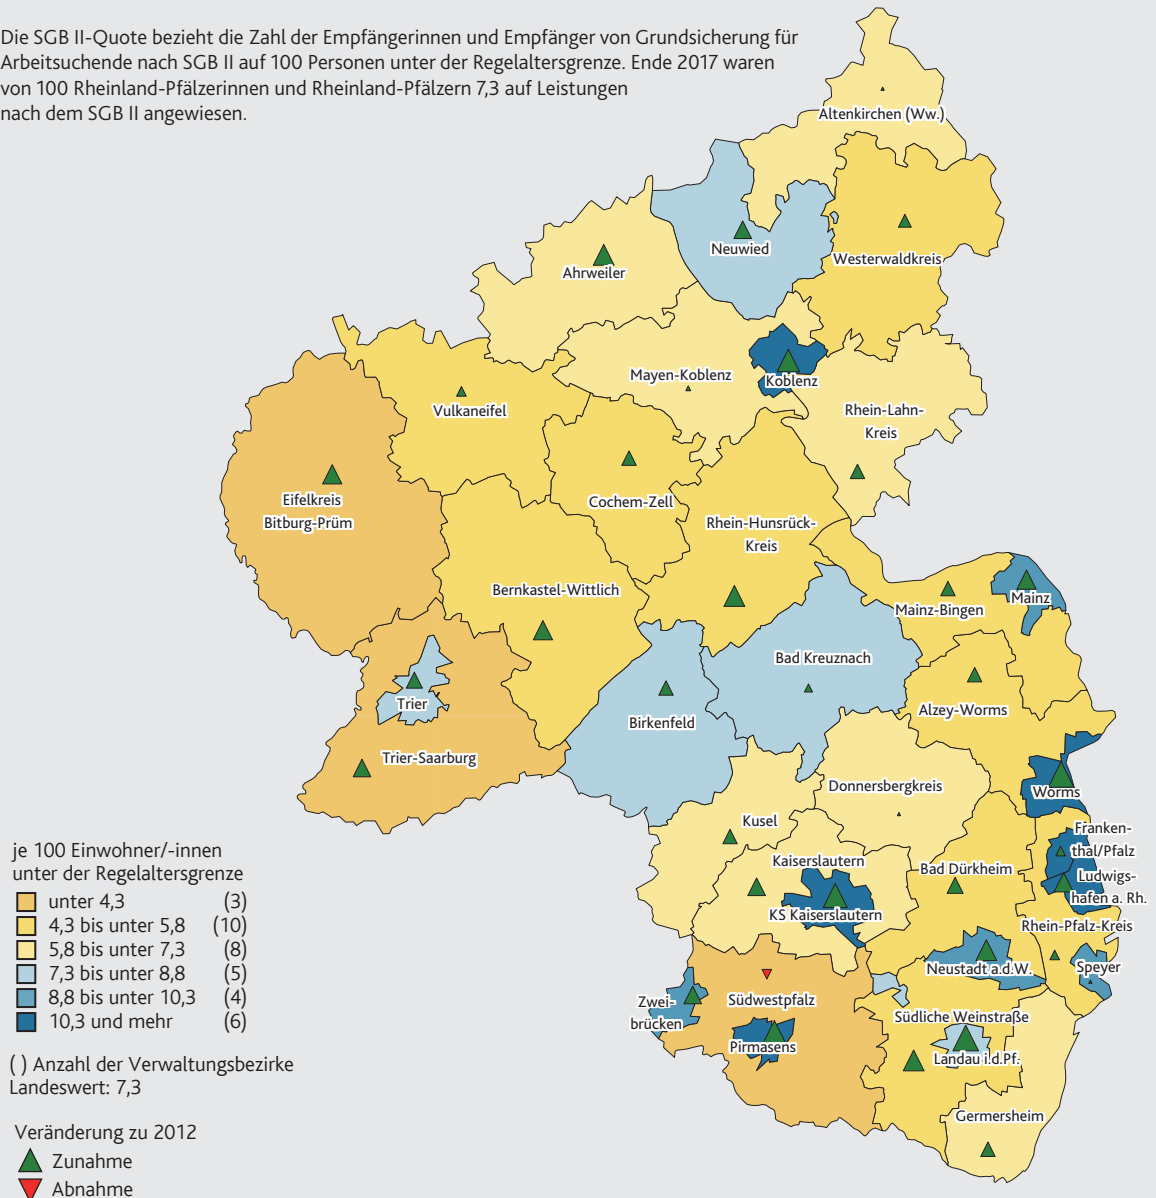 Die SGB II-Quote bezieht die Zahl der Empfängerinnen und Empfänger von Grundsicherung für
Arbeitsuchende nach SGB II auf 100 Personen unter der Regelaltersgrenze. Ende 2017 waren
von 100 Rheinland-Pfälzerinnen und Rheinland-Pfälzern 7,3 auf Leistungen
nach dem SGB II angewiesen.
Altenkirchen (Ww.)
Neuwied
Westerwaldkreis
Ahrweiler
Mayen-Koblenz
Koblenz
Vulkaneifel
Rhein-Lahn-
Kreis
Eifelkreis
Bitburg-Prüm
Cochem-Zell
Rhein-Hunsrück-
Kreis
Bernkastel-Wittlich
Mainz-Bingen
Mainz
Bad Kreuznach
Trier
Birkenfeld
Alzey-Worms
Trier-Saarburg
Donnersbergkreis
Worms
Kusel
Franken-
thal/Pfalz
Kaiserslautern
Bad Dürkheim
Ludwigs-
hafen a. Rh.
KS Kaiserslautern
Rhein-Pfalz-Kreis
Neustadt a.d.W.
Speyer
Zwei-
brücken
Südwestpfalz
Südliche Weinstraße
Pirmasens
Landau i.d.Pf.
Germersheim
je 100 Einwohner/-innen
unter der Regelaltersgrenze
unter 4,3 (3)
4,3 bis unter 5,8 (10)
5,8 bis unter 7,3 (8)
7,3 bis unter 8,8 (5)
8,8 bis unter 10,3 (4)
10,3 und mehr (6)
( ) Anzahl der Verwaltungsbezirke
Landeswert: 7,3
Veränderung zu 2012
Zunahme
Abnahme